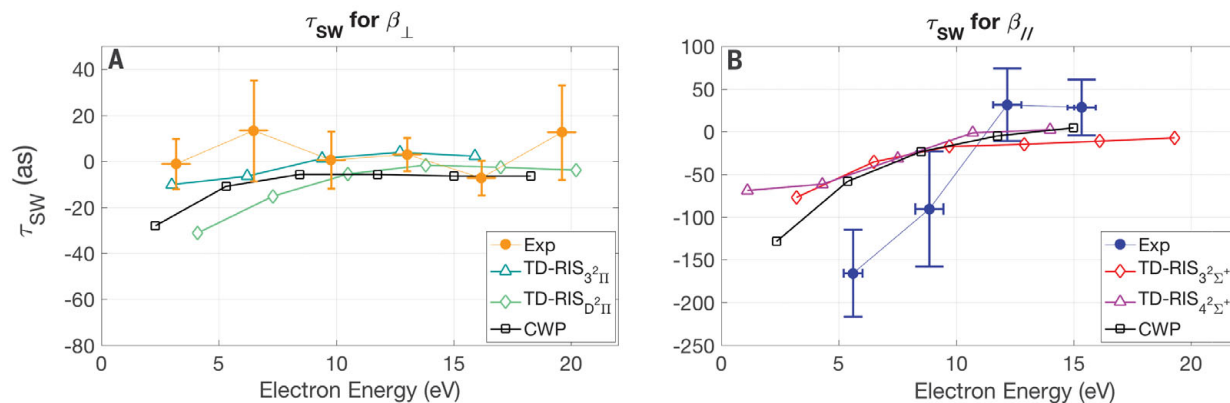 τSW for β⊥
A
40
20
0
-20
-40
-60
-80
τSW (as)
0
5
10
15
20
Electron Energy (eV)
Exp
TD-RIS3²Π
TD-RISD²Π
CWP
τSW for β//
B
100
50
0
-50
-100
-150
-200
-250
0
5
10
15
20
Electron Energy (eV)
Exp
TD-RIS3²Σ⁺
TD-RIS4²Σ⁺
CWP